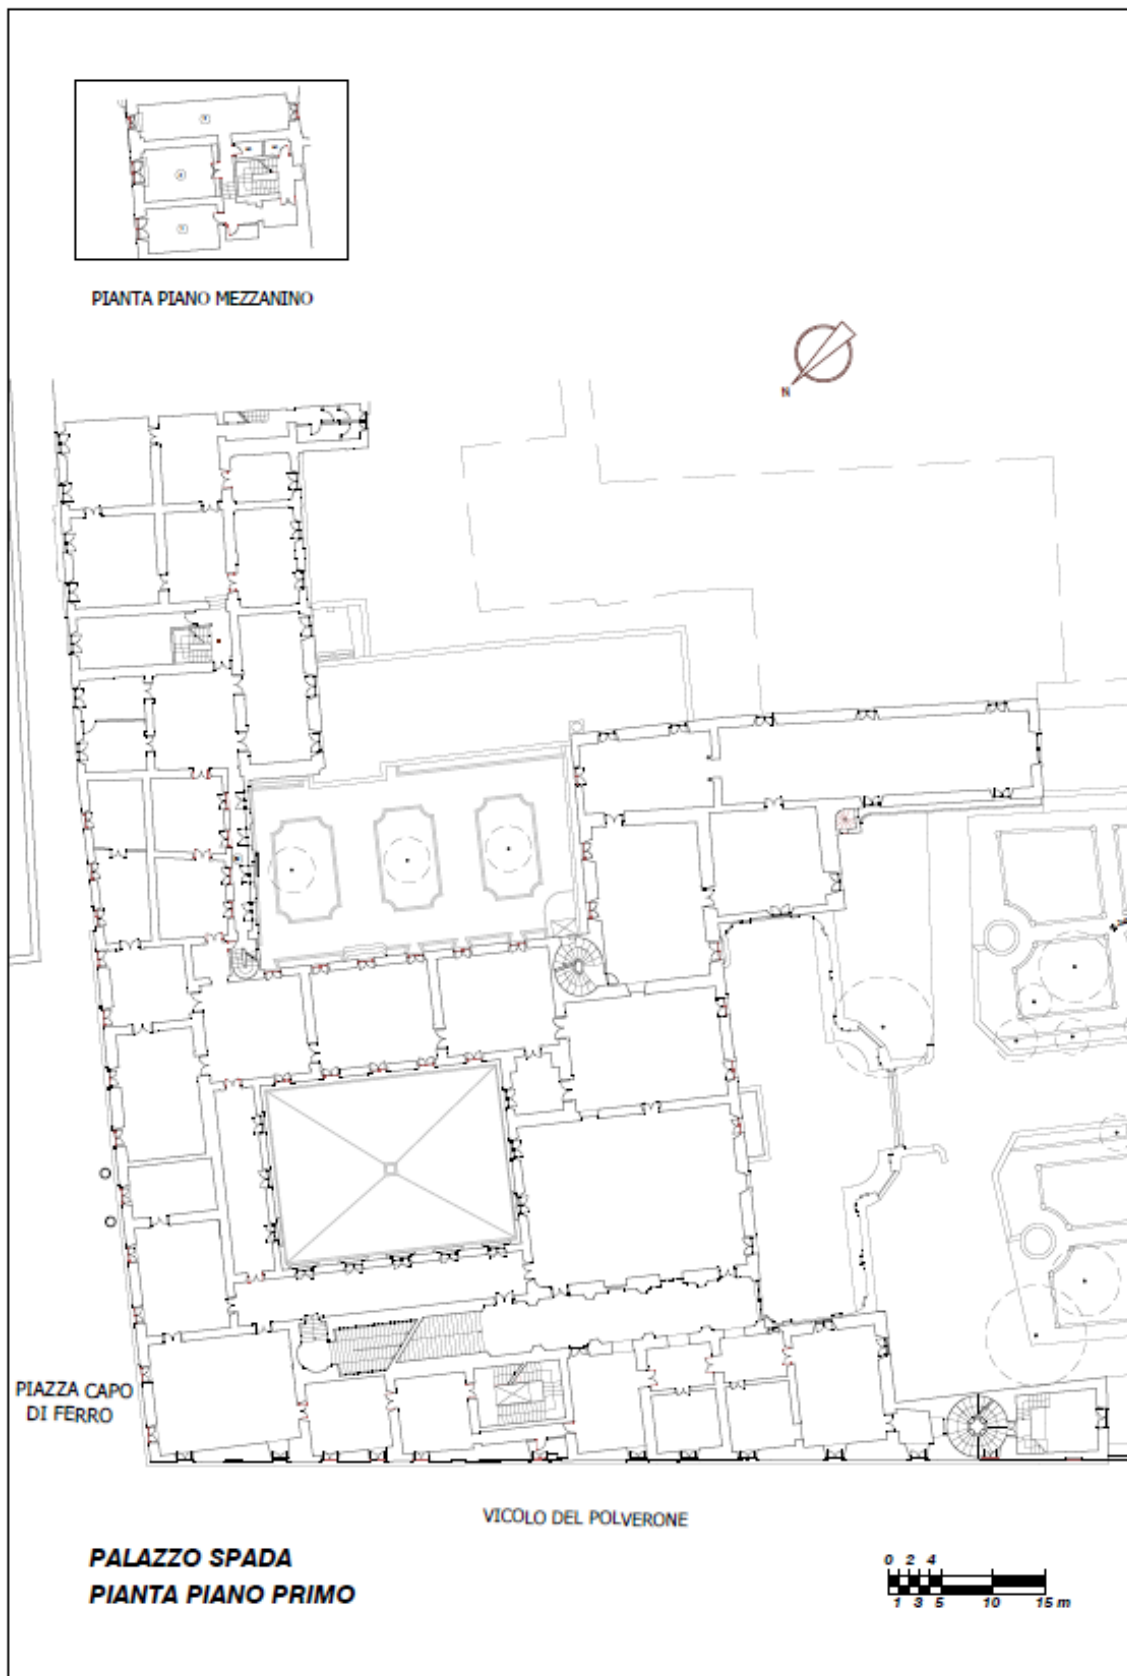 PIANTA PIANO MEZZANINO
N
PIAZZA CAPO
DI FERRO
VICOLO DEL POLVERONE
PALAZZO SPADA
PIANTA PIANO PRIMO
0 2 4
1 3 5 10 15 m